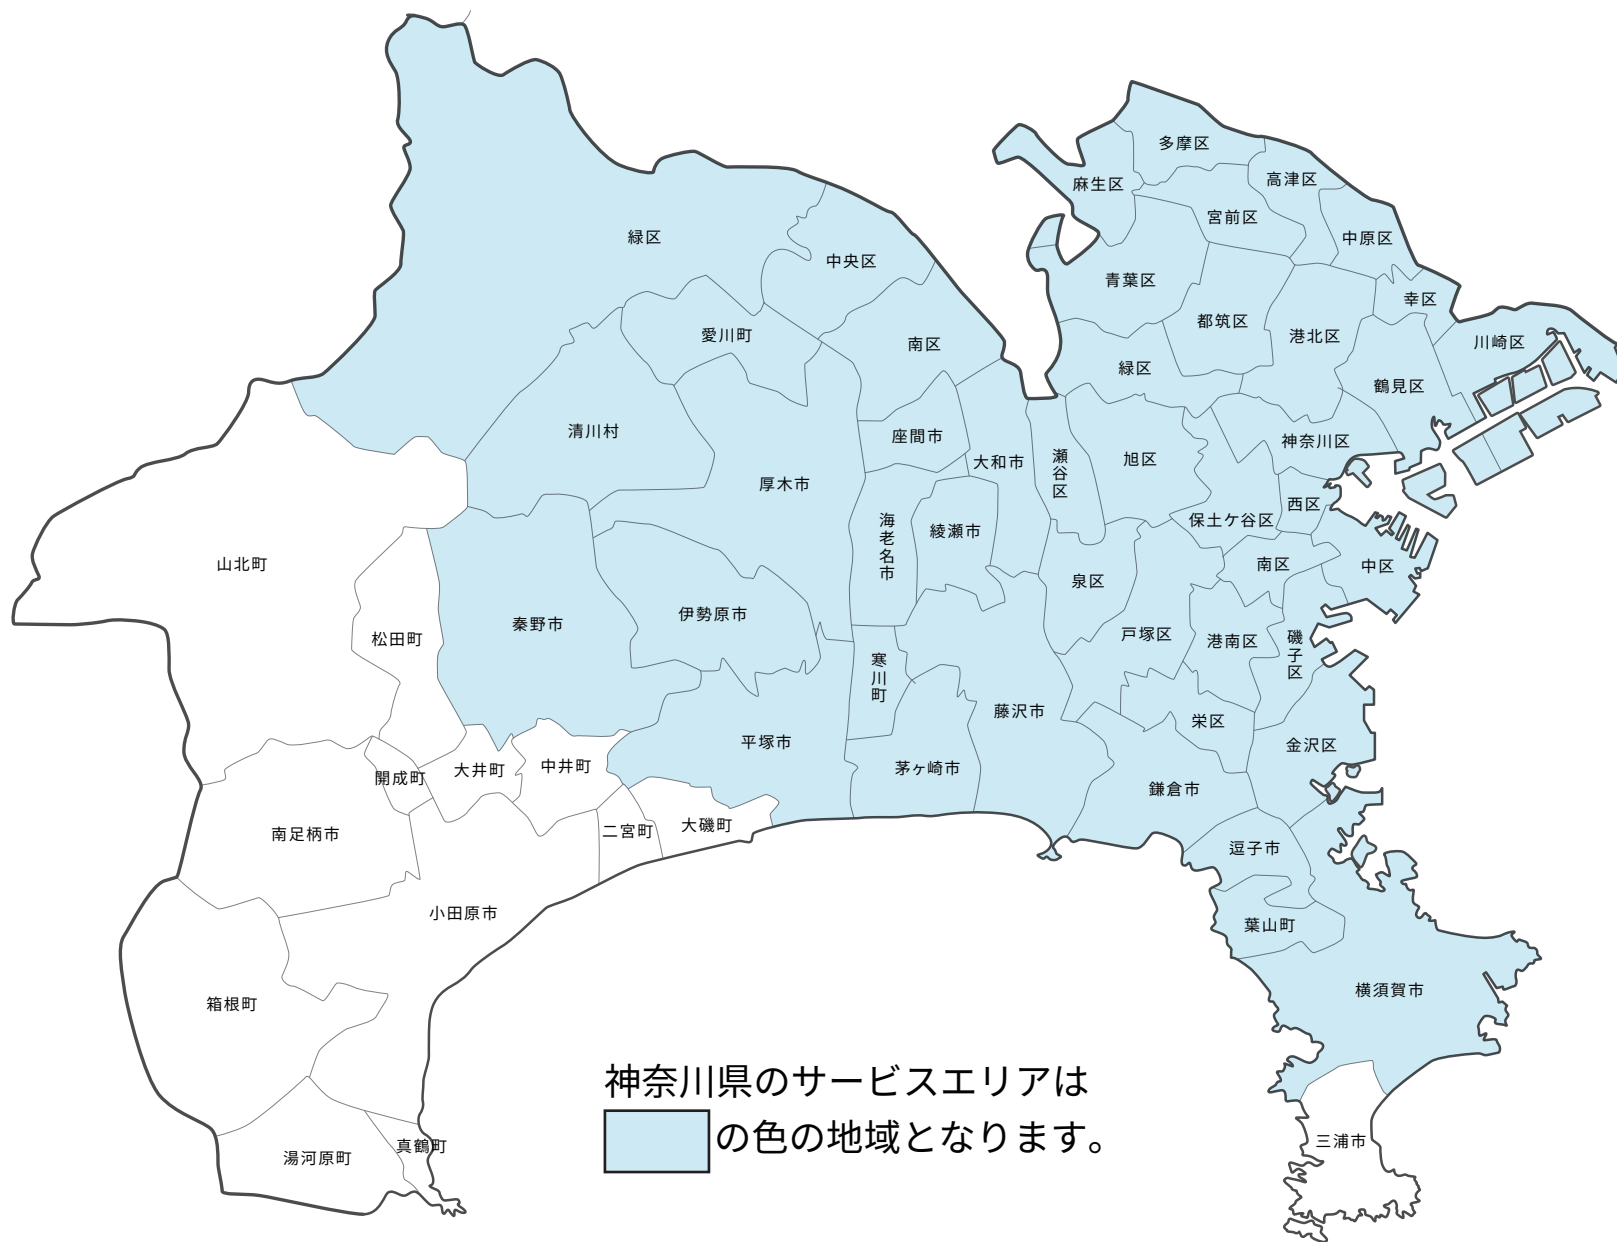 多摩区
麻生区
高津区
宮前区
中原区
緑区
中央区
青葉区
幸区
都筑区
港北区
川崎区
愛川町
南区
緑区
鶴見区
清川村
座間市
大和市
瀬谷区
旭区
神奈川区
厚木市
海老名市
綾瀬市
保土ケ谷区
西区
山北町
泉区
南区
中区
松田町
秦野市
伊勢原市
戸塚区
港南区
磯子区
寒川町
藤沢市
栄区
金沢区
平塚市
開成町
大井町
中井町
茅ヶ崎市
鎌倉市
南足柄市
二宮町
大磯町
逗子市
小田原市
葉山町
箱根町
横須賀市
湯河原町
真鶴町
三浦市
神奈川県のサービスエリアは
の色の地域となります。